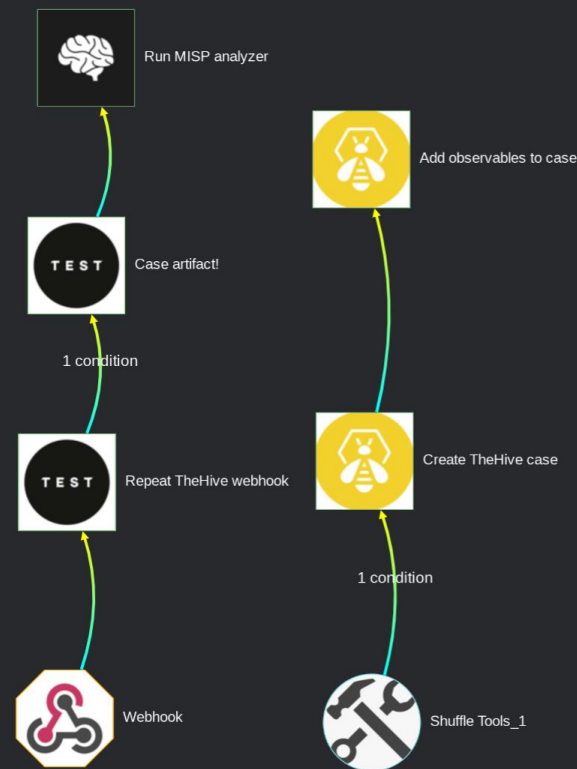 Run MISP analyzer
Add observables to case
TEST
Case artifact!
1 condition
TEST
Repeat TheHive webhook
Create TheHive case
1 condition
Webhook
Shuffle Tools_1